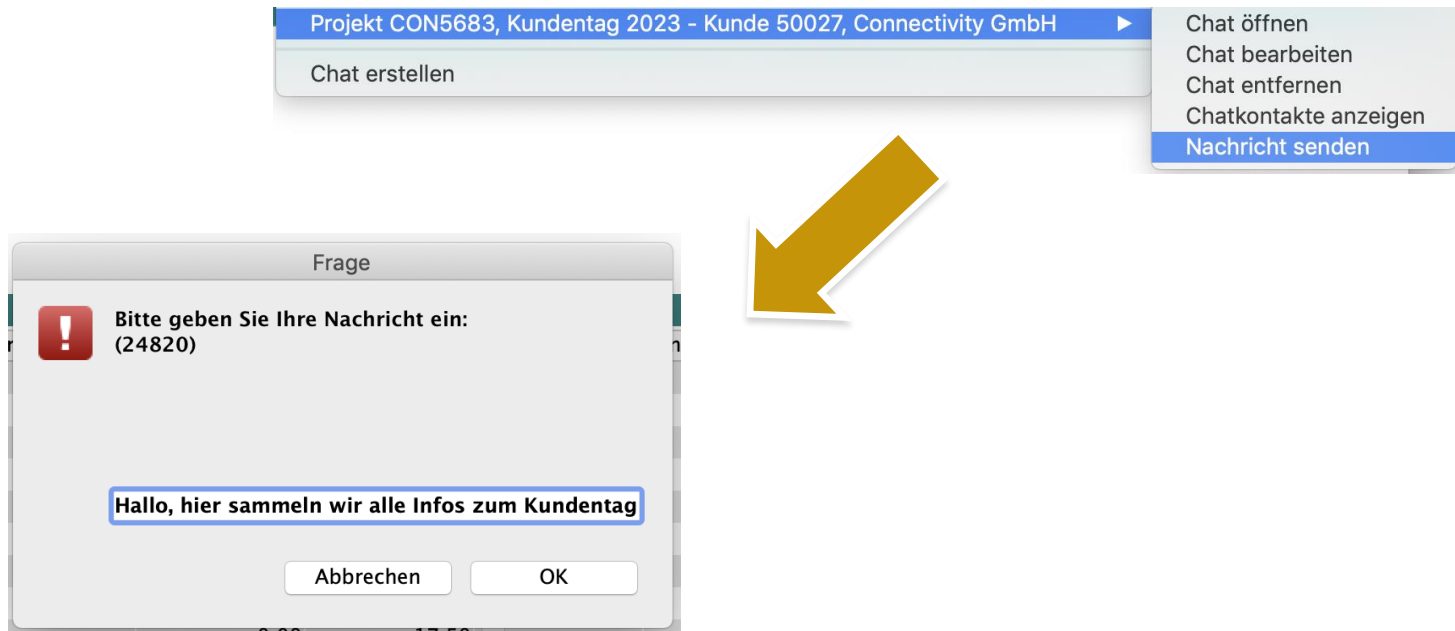 Projekt CON5683, Kundentag 2023 - Kunde 50027, Connectivity GmbH
Chat erstellen
Chat öffnen
Chat bearbeiten
Chat entfernen
Chatkontakte anzeigen
Nachricht senden
Frage
Bitte geben Sie Ihre Nachricht ein:
(24820)
Hallo, hier sammeln wir alle Infos zum Kundentag
Abbrechen
OK